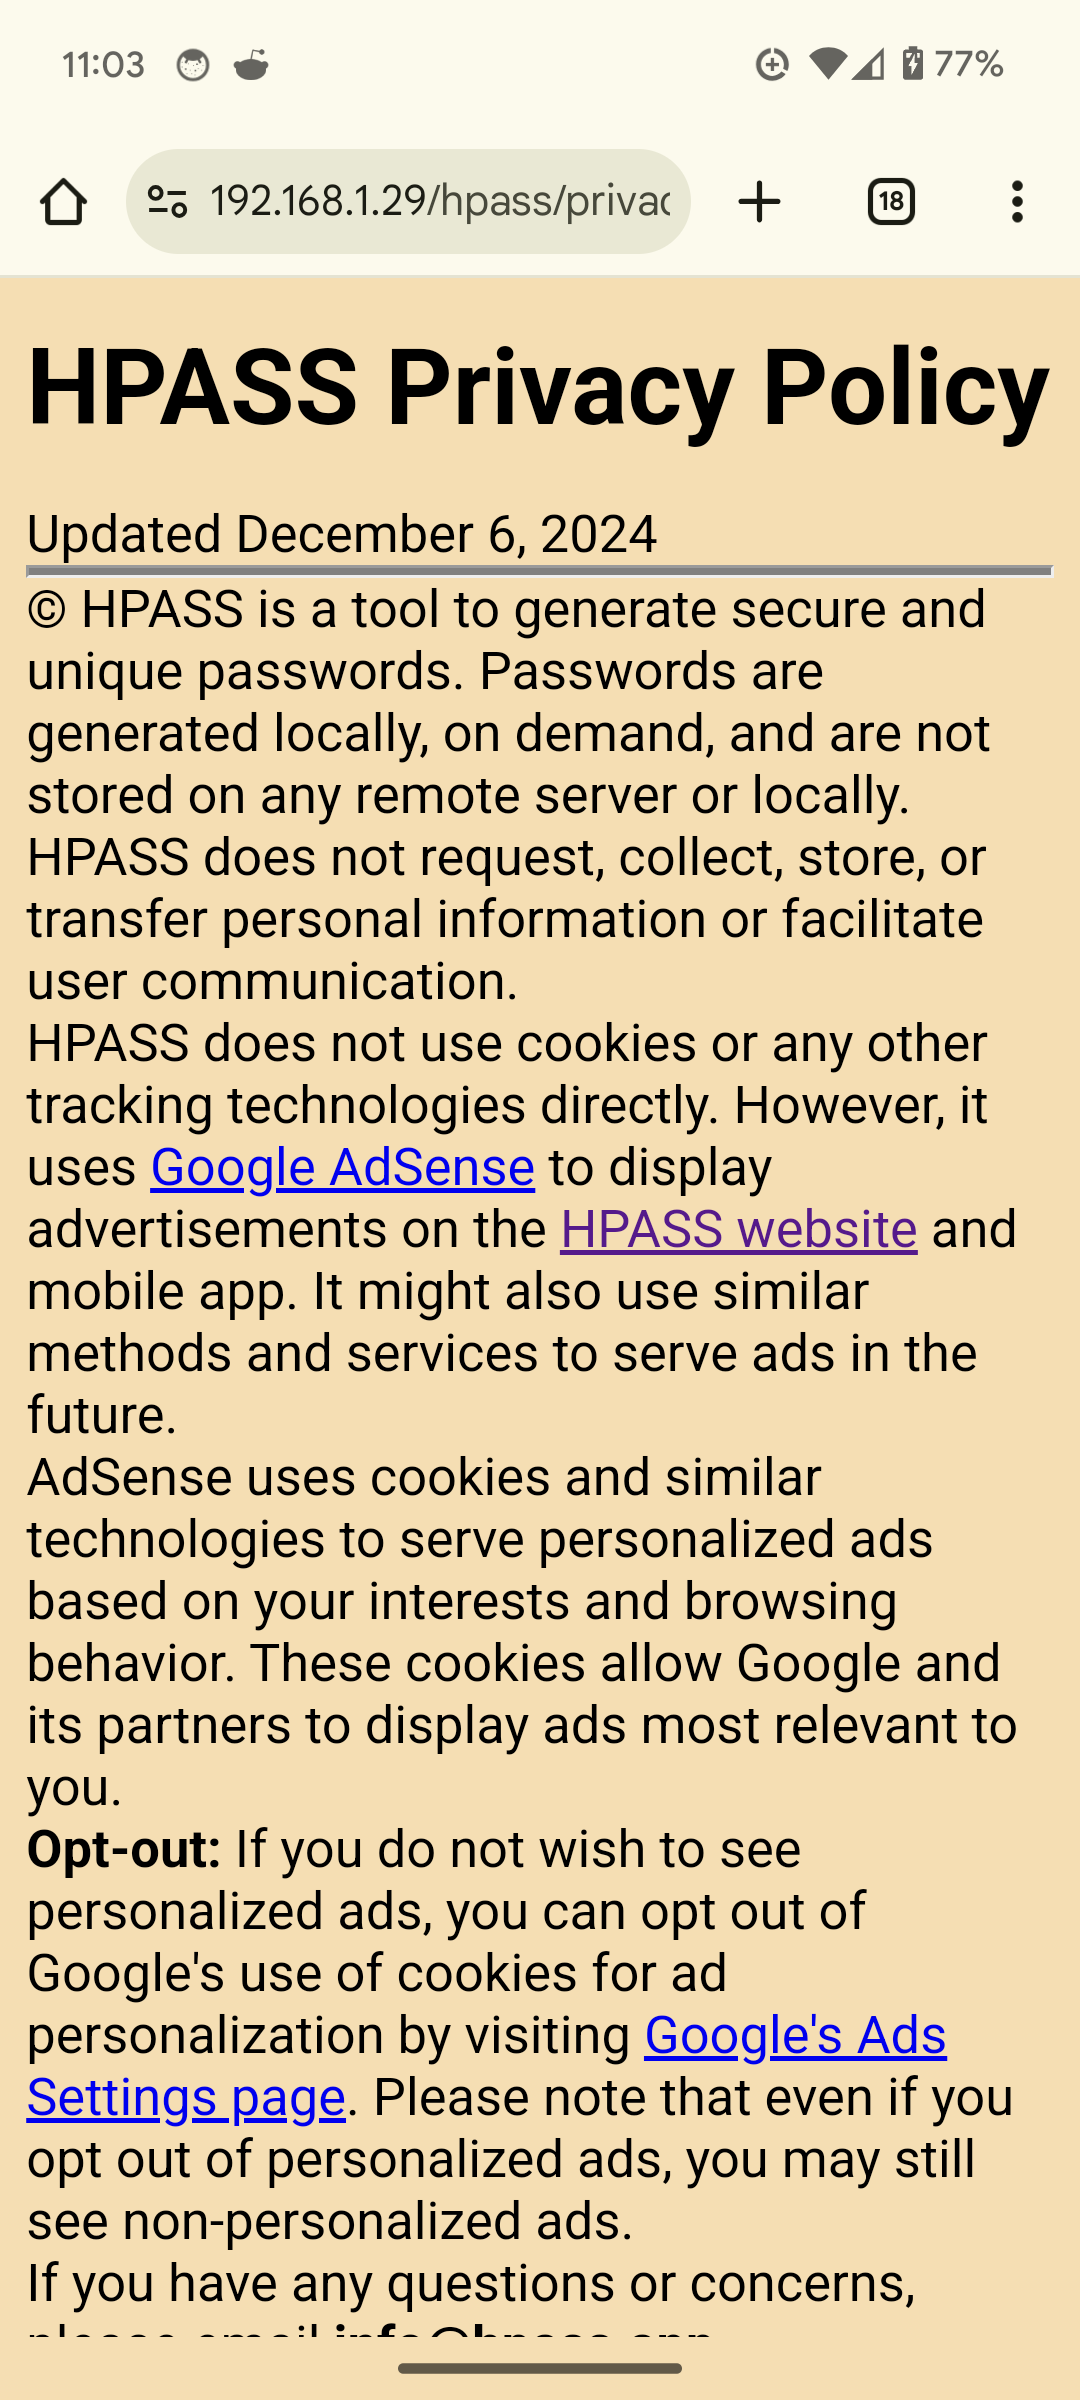 11:03
77%
192.168.1.29/hpass/privac
18
HPASS Privacy Policy
Updated December 6, 2024
© HPASS is a tool to generate secure and
unique passwords. Passwords are
generated locally, on demand, and are not
stored on any remote server or locally.
HPASS does not request, collect, store, or
transfer personal information or facilitate
user communication.
HPASS does not use cookies or any other
tracking technologies directly. However, it
uses Google AdSense to display
advertisements on the HPASS website and
mobile app. It might also use similar
methods and services to serve ads in the
future.
AdSense uses cookies and similar
technologies to serve personalized ads
based on your interests and browsing
behavior. These cookies allow Google and
its partners to display ads most relevant to
you.
Opt-out: If you do not wish to see
personalized ads, you can opt out of
Google's use of cookies for ad
personalization by visiting Google's Ads
Settings page. Please note that even if you
opt out of personalized ads, you may still
see non-personalized ads.
If you have any questions or concerns,
please email info@hpass.app